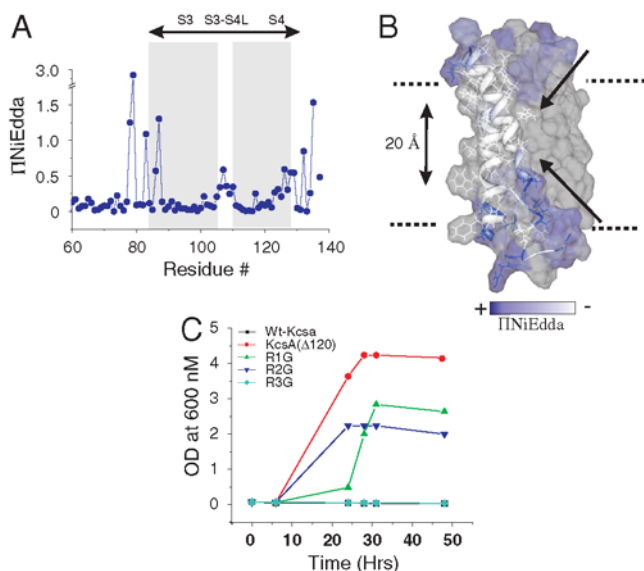 A
S3 S3-S4L S4
3.0
1.5
1.0
0.5
0
60 80 100 120 140
ΠNiEdda
Residue #
B
20 Å
+ -
ΠNiEdda
C
Wt-Kcsa
KcsA(Δ120)
R1G
R2G
R3G
5
4
3
2
1
0
0 10 20 30 40 50
OD at 600 nM
Time (Hrs)